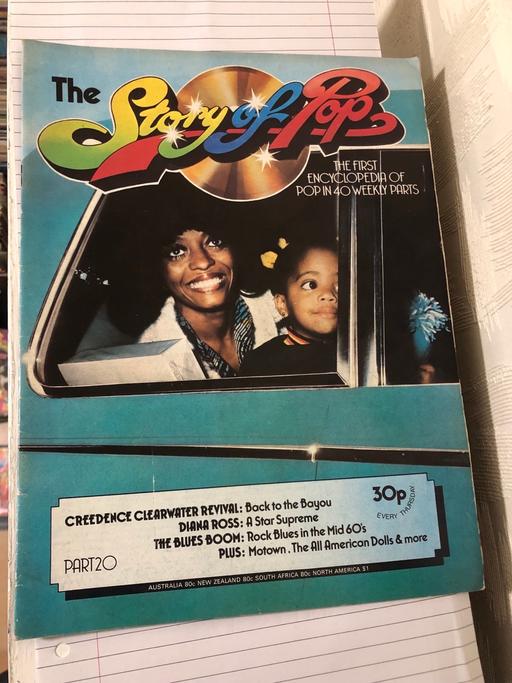 The Story of Pop
THE FIRST
ENCYCLOPEDIA OF
POP IN 40 WEEKLY PARTS
CREEDENCE CLEARWATER REVIVAL: Back to the Bayou
DIANA ROSS: A Star Supreme
THE BLUES BOOM: Rock Blues in the Mid 60's
PLUS: Motown. The All American Dolls & more
30p
EVERY THURSDAY
PART 20
AUSTRALIA 80c NEW ZEALAND 80c SOUTH AFRICA 80c NORTH AMERICA $1